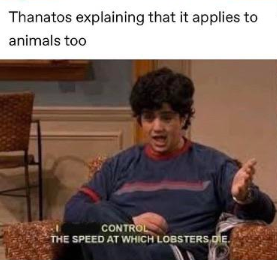 Thanatos explaining that it applies to
animals too
I CONTROL
THE SPEED AT WHICH LOBSTERS DIE.